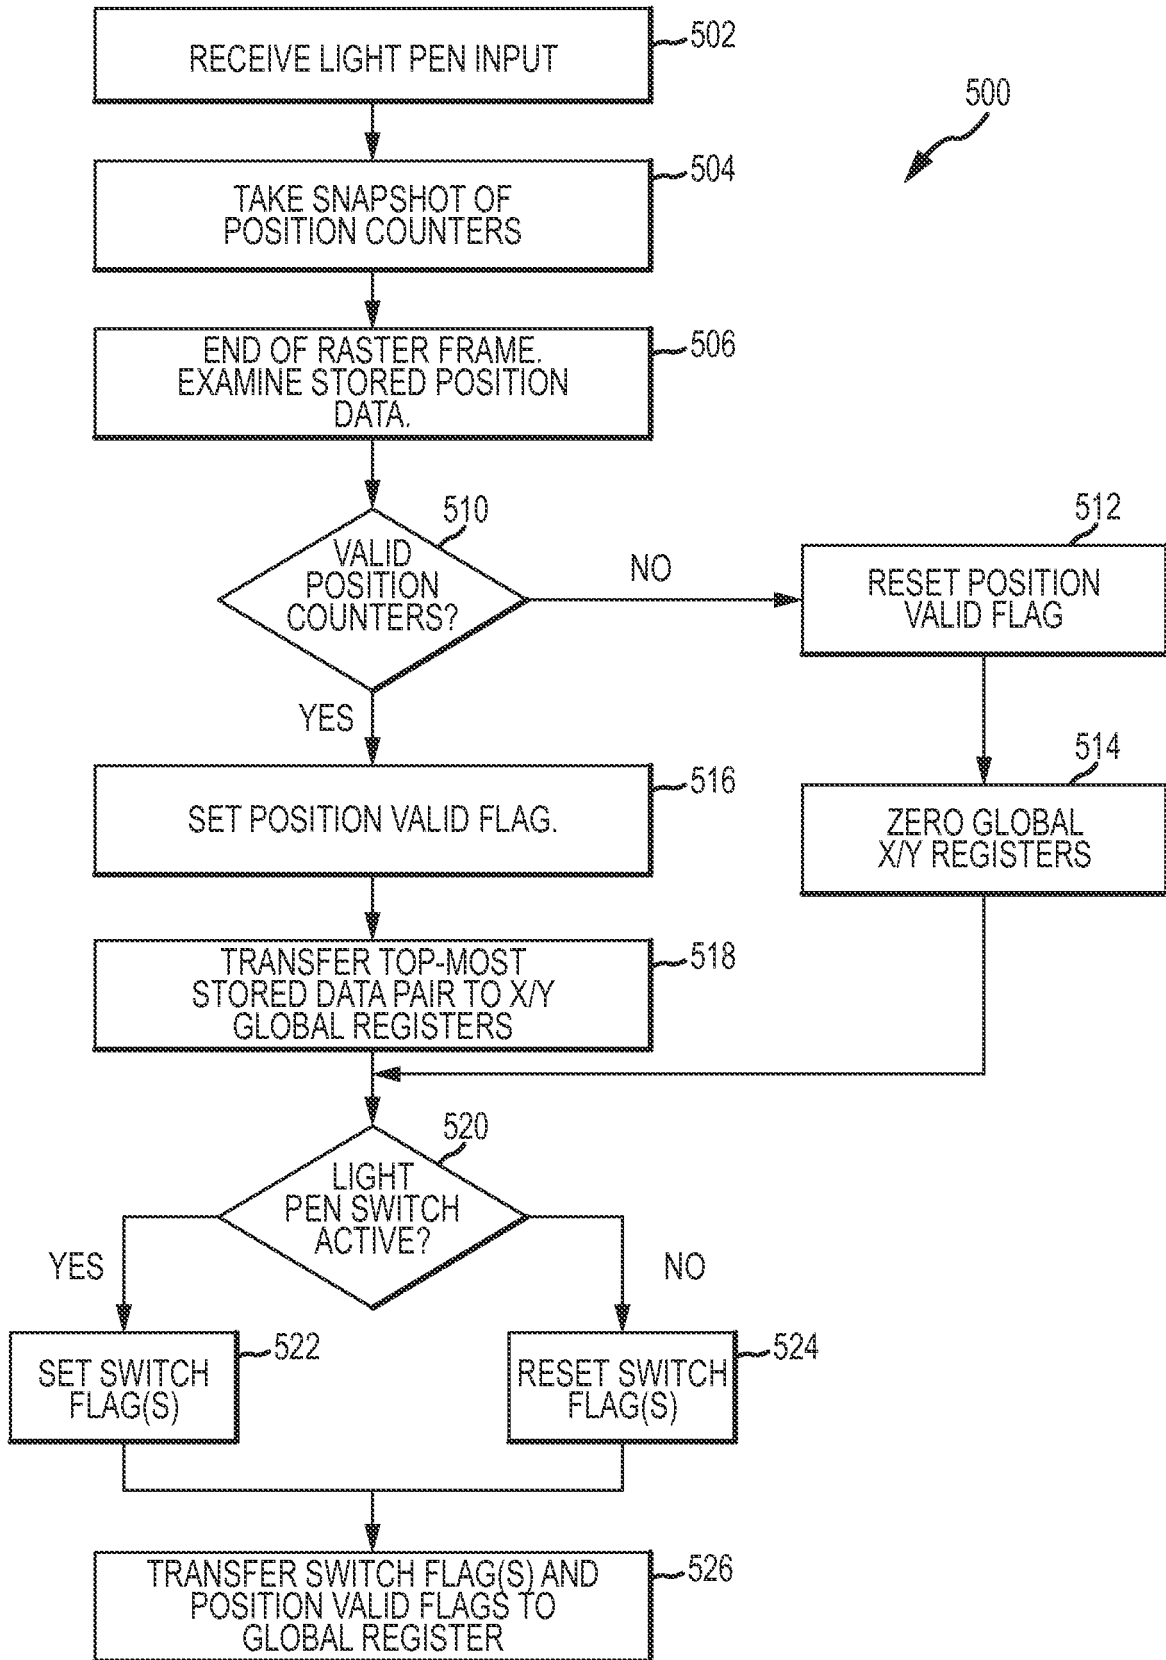 RECEIVE LIGHT PEN INPUT
502
500
TAKE SNAPSHOT OF
POSITION COUNTERS
504
END OF RASTER FRAME.
EXAMINE STORED POSITION
DATA.
506
VALID
POSITION
COUNTERS?
510
NO
YES
RESET POSITION
VALID FLAG
512
ZERO GLOBAL
X/Y REGISTERS
514
SET POSITION VALID FLAG.
516
TRANSFER TOP-MOST
STORED DATA PAIR TO X/Y
GLOBAL REGISTERS
518
LIGHT
PEN SWITCH
ACTIVE?
520
YES
NO
SET SWITCH
FLAG(S)
522
RESET SWITCH
FLAG(S)
524
TRANSFER SWITCH FLAG(S) AND
POSITION VALID FLAGS TO
GLOBAL REGISTER
526